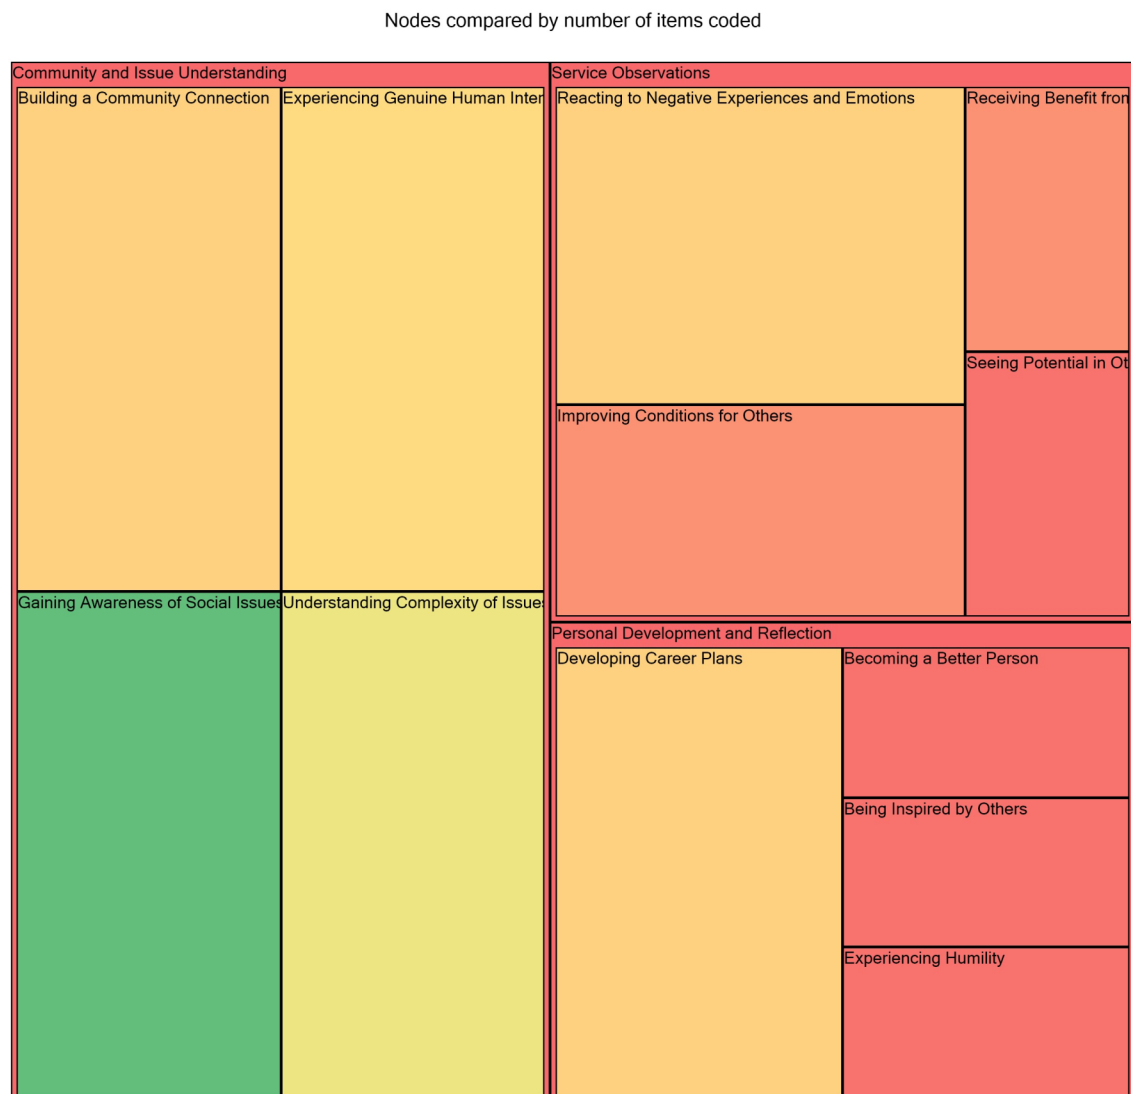 Nodes compared by number of items coded
Community and Issue Understanding
Building a Community Connection
Experiencing Genuine Human Inter
Gaining Awareness of Social Issues
Understanding Complexity of Issues
Service Observations
Reacting to Negative Experiences and Emotions
Receiving Benefit from
Improving Conditions for Others
Seeing Potential in Ot
Personal Development and Reflection
Developing Career Plans
Becoming a Better Person
Being Inspired by Others
Experiencing Humility